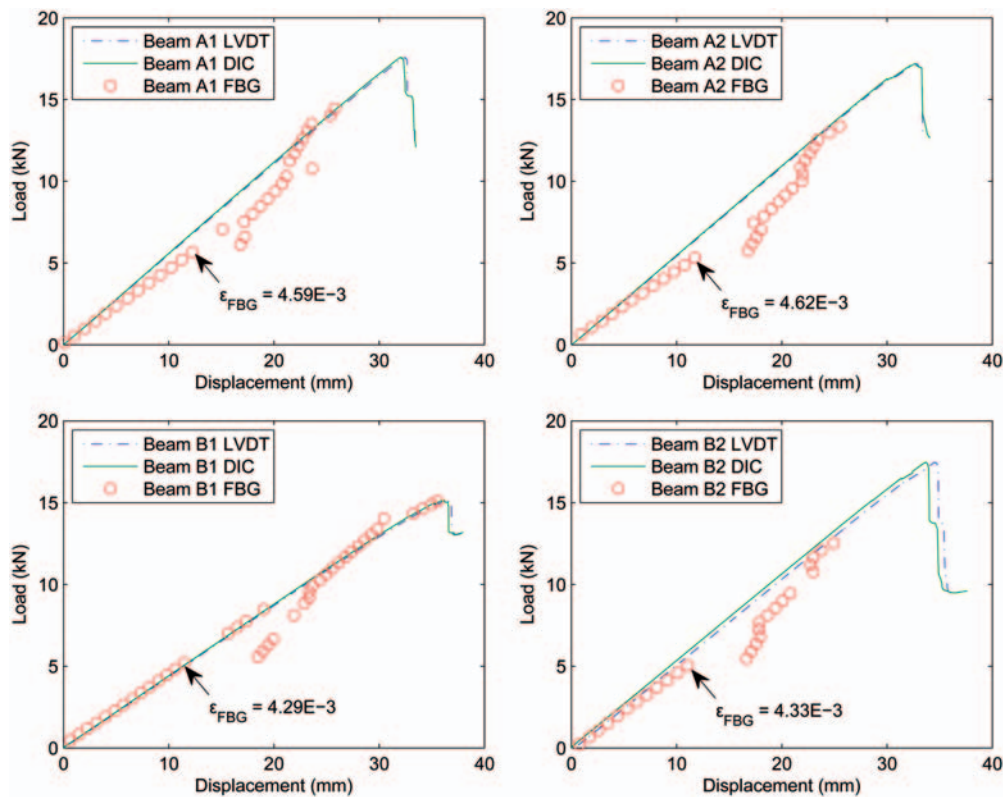 Beam A1 LVDT
Beam A1 DIC
Beam A1 FBG
Load (kN)
20
15
10
5
0
εFBG = 4.59E−3
0 10 20 30 40
Displacement (mm)
Beam A2 LVDT
Beam A2 DIC
Beam A2 FBG
Load (kN)
20
15
10
5
0
εFBG = 4.62E−3
0 10 20 30 40
Displacement (mm)
Beam B1 LVDT
Beam B1 DIC
Beam B1 FBG
Load (kN)
20
15
10
5
0
εFBG = 4.29E−3
0 10 20 30 40
Displacement (mm)
Beam B2 LVDT
Beam B2 DIC
Beam B2 FBG
Load (kN)
20
15
10
5
0
εFBG = 4.33E−3
0 10 20 30 40
Displacement (mm)